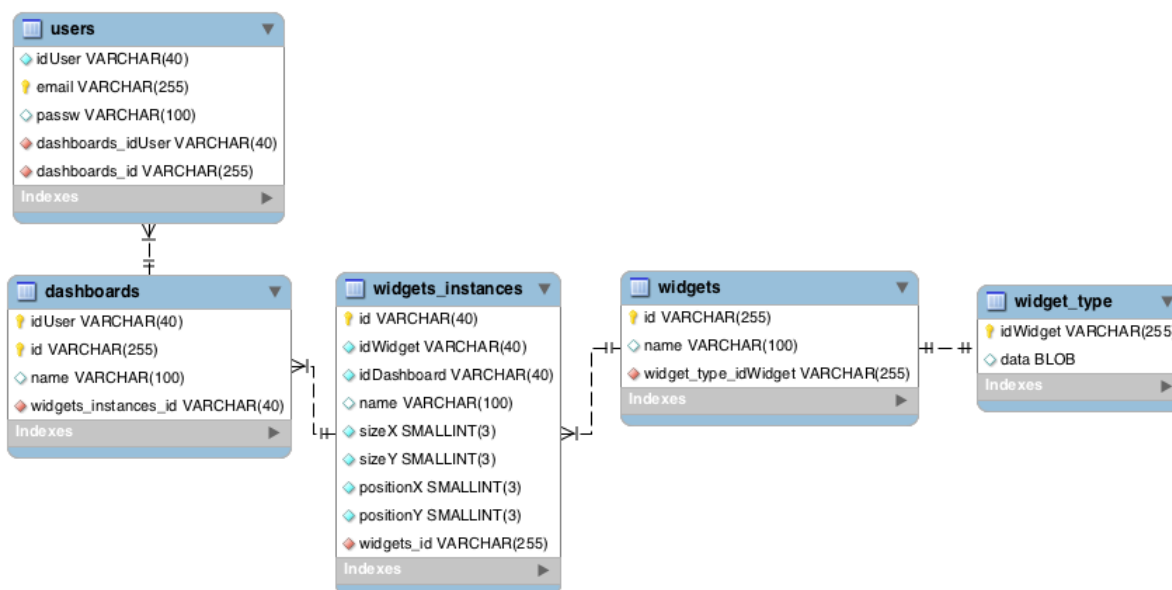 users
idUser VARCHAR(40)
email VARCHAR(255)
passw VARCHAR(100)
dashboards_idUser VARCHAR(40)
dashboards_id VARCHAR(255)
Indexes
dashboards
idUser VARCHAR(40)
id VARCHAR(255)
name VARCHAR(100)
widgets_instances_id VARCHAR(40)
Indexes
widgets_instances
id VARCHAR(40)
idWidget VARCHAR(40)
idDashboard VARCHAR(40)
name VARCHAR(100)
sizeX SMALLINT(3)
sizeY SMALLINT(3)
positionX SMALLINT(3)
positionY SMALLINT(3)
widgets_id VARCHAR(255)
Indexes
widgets
id VARCHAR(255)
name VARCHAR(100)
widget_type_idWidget VARCHAR(255)
Indexes
widget_type
idWidget VARCHAR(255
data BLOB
Indexes